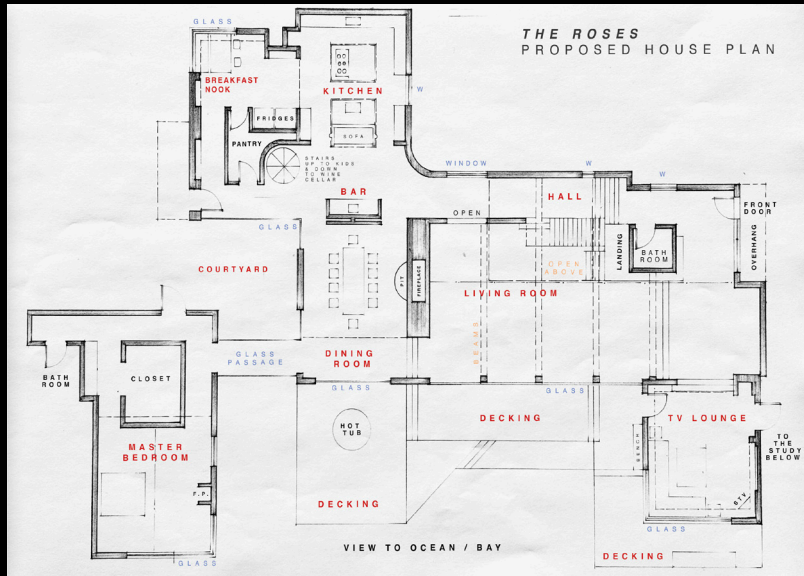 THE ROSES
PROPOSED HOUSE PLAN
GLASS
BREAKFAST
NOOK
KITCHEN
W
FRIDGES
SOFA
PANTRY
STAIRS
UP TO KIDS
& DOWN
TO WINE
CELLAR
WINDOW
W
W
BAR
HALL
OPEN
FRONT
DOOR
GLASS
LANDING
BATH
ROOM
OVERHANG
COURTYARD
OPEN
ABOVE
PIT
FIREPLACE
LIVING ROOM
BEAMS
GLASS
PASSAGE
DINING
ROOM
BATH
ROOM
CLOSET
GLASS
GLASS
HOT
TUB
DECKING
TV LOUNGE
TO
THE
STUDY
BELOW
BENCH
MASTER
BEDROOM
F.P.
DECKING
GLASS
VIEW TO OCEAN / BAY
GLASS
DECKING